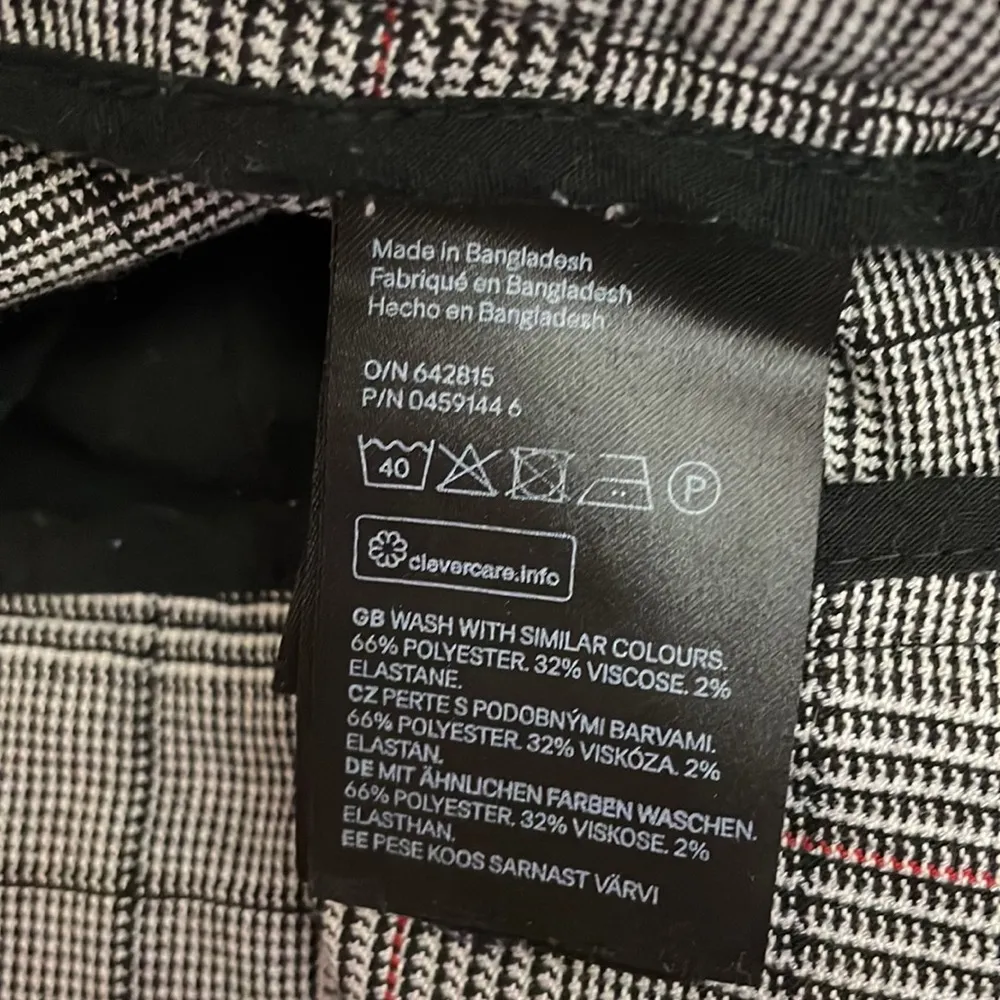 Made in Bangladesh
Fabriqué en Bangladesh
Hecho en Bangladesh
O/N 642815
P/N 0459144 6
40
P
clevercare.info
GB WASH WITH SIMILAR COLOURS.
66% POLYESTER. 32% VISCOSE. 2%
ELASTANE.
CZ PERTE S PODOBNÝMI BARVAMI.
66% POLYESTER. 32% VISKÓZA. 2%
ELASTAN.
DE MIT ÄHNLICHEN FARBEN WASCHEN.
66% POLYESTER. 32% VISKOSE. 2%
ELASTHAN.
EE PESE KOOS SARNAST VÄRVI